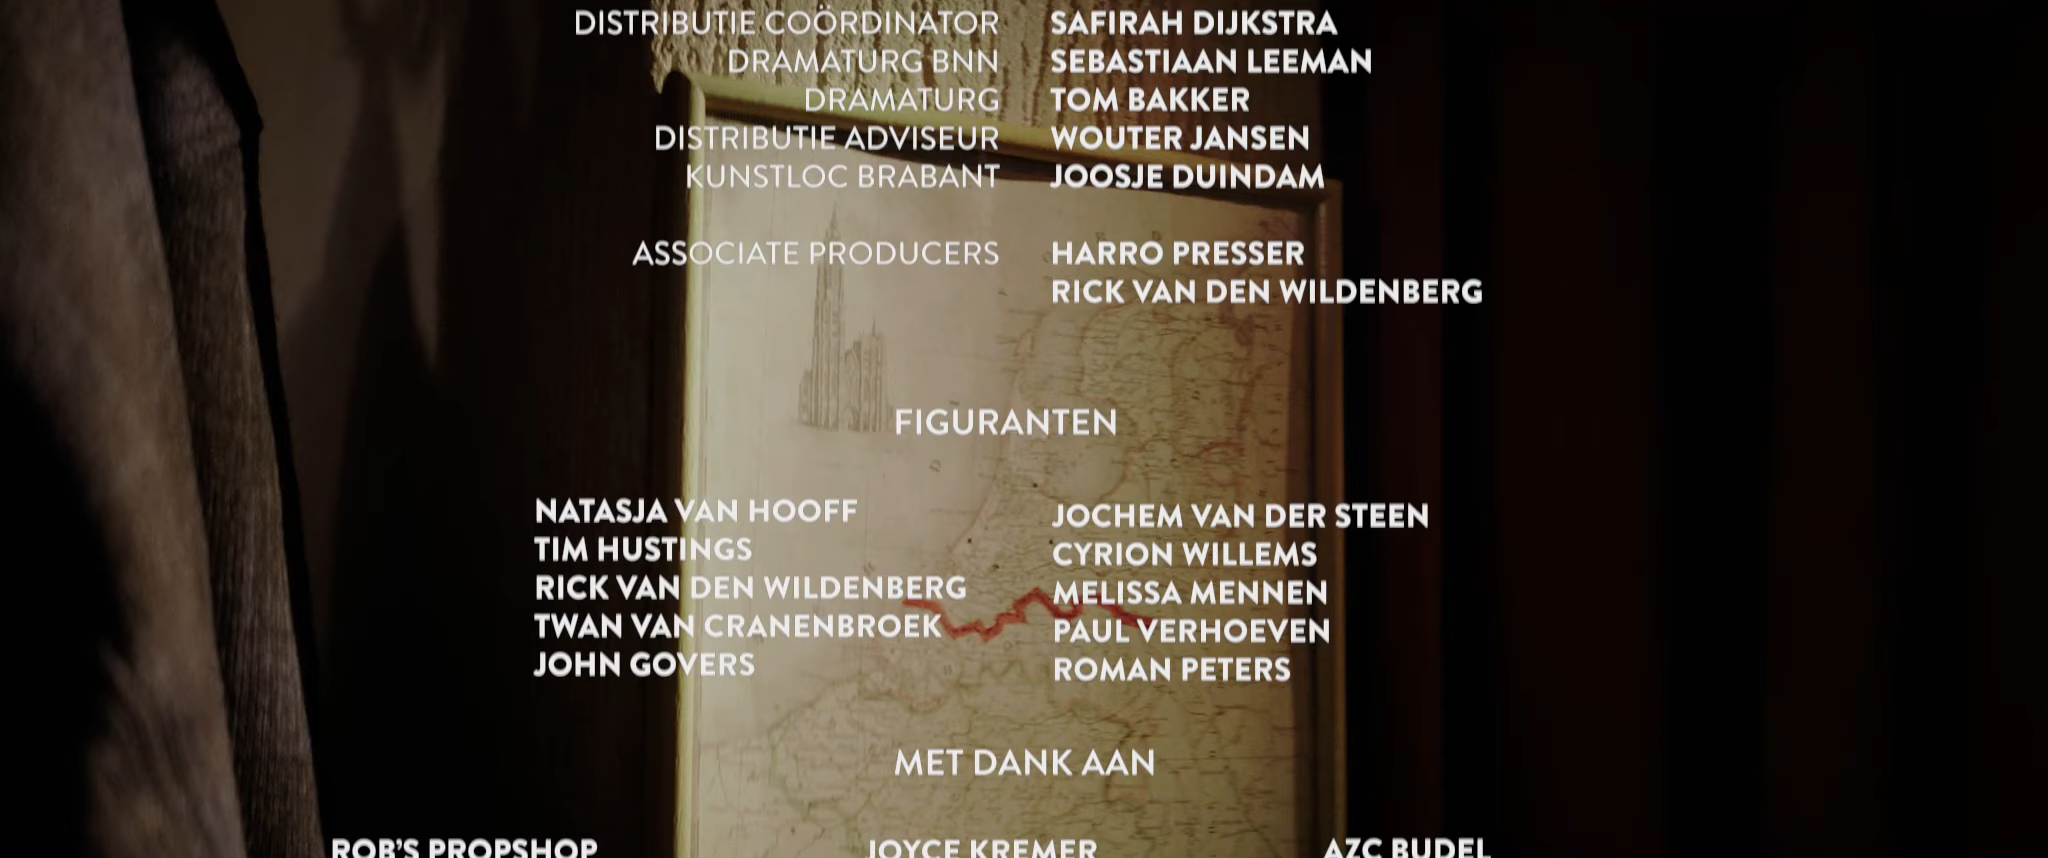 DISTRIBUTIE COÖRDINATOR SAFIRAH DIJKSTRA
DRAMATURG BNN SEBASTIAAN LEEMAN
DRAMATURG TOM BAKKER
DISTRIBUTIE ADVISEUR WOUTER JANSEN
KUNSTLOC BRABANT JOOSJE DUINDAM
ASSOCIATE PRODUCERS HARRO PRESSER
RICK VAN DEN WILDENBERG
FIGURANTEN
NATASJA VAN HOOFF
TIM HUSTINGS
RICK VAN DEN WILDENBERG
TWAN VAN CRANENBROEK
JOHN GOVERS
JOCHEM VAN DER STEEN
CYRION WILLEMS
MELISSA MENNEN
PAUL VERHOEVEN
ROMAN PETERS
MET DANK AAN
ROB'S PROPSHOP JOYCE KREMER AZC BUDEL